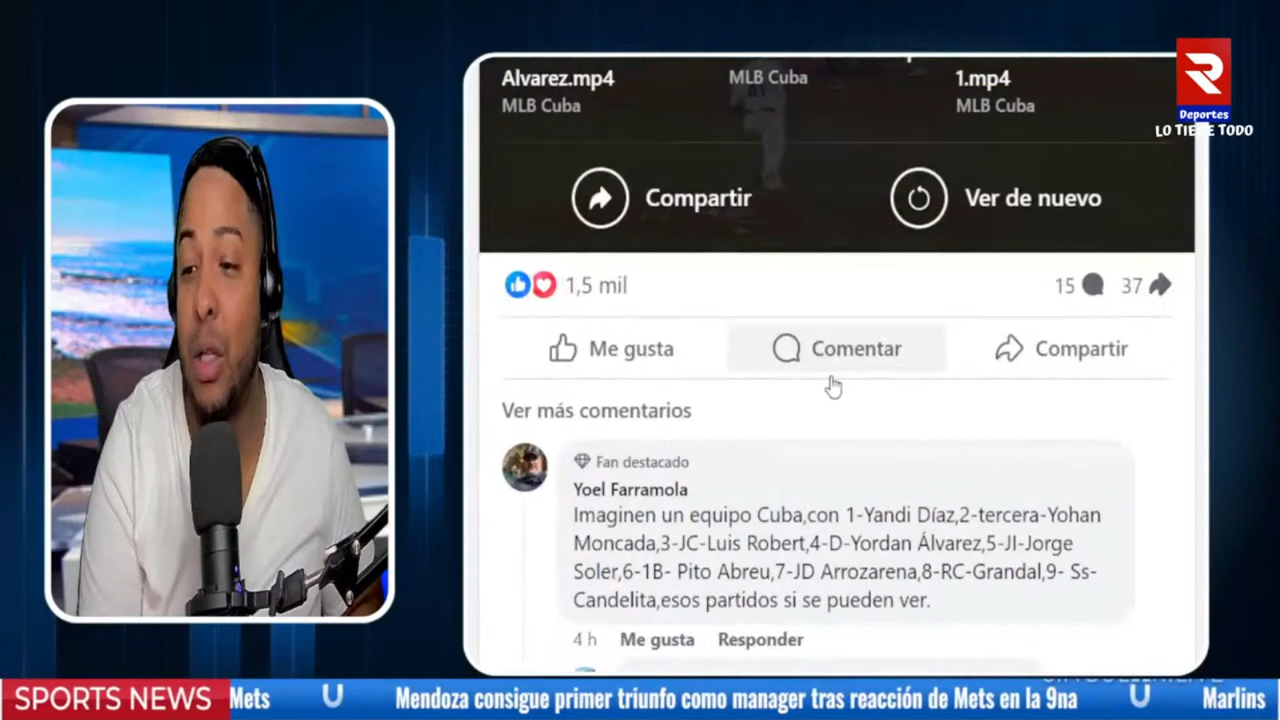 Alvarez.mp4
MLB Cuba
MLB Cuba
1.mp4
MLB Cuba
R
Deportes
LO TIENE TODO
Compartir
Ver de nuevo
1,5 mil
15
37
Me gusta
Comentar
Compartir
Ver más comentarios
Fan destacado
Yoel Farramola
Imaginen un equipo Cuba,con 1-Yandi Díaz,2-tercera-Yohan
Moncada,3-JC-Luis Robert,4-D-Yordan Álvarez,5-JI-Jorge
Soler,6-1B- Pito Abreu,7-JD Arrozarena,8-RC-Grandal,9- Ss-
Candelita,esos partidos si se pueden ver.
4 h
Me gusta
Responder
SPORTS NEWS
Mets
Mendoza consigue primer triunfo como manager tras reacción de Mets en la 9na
Marlins